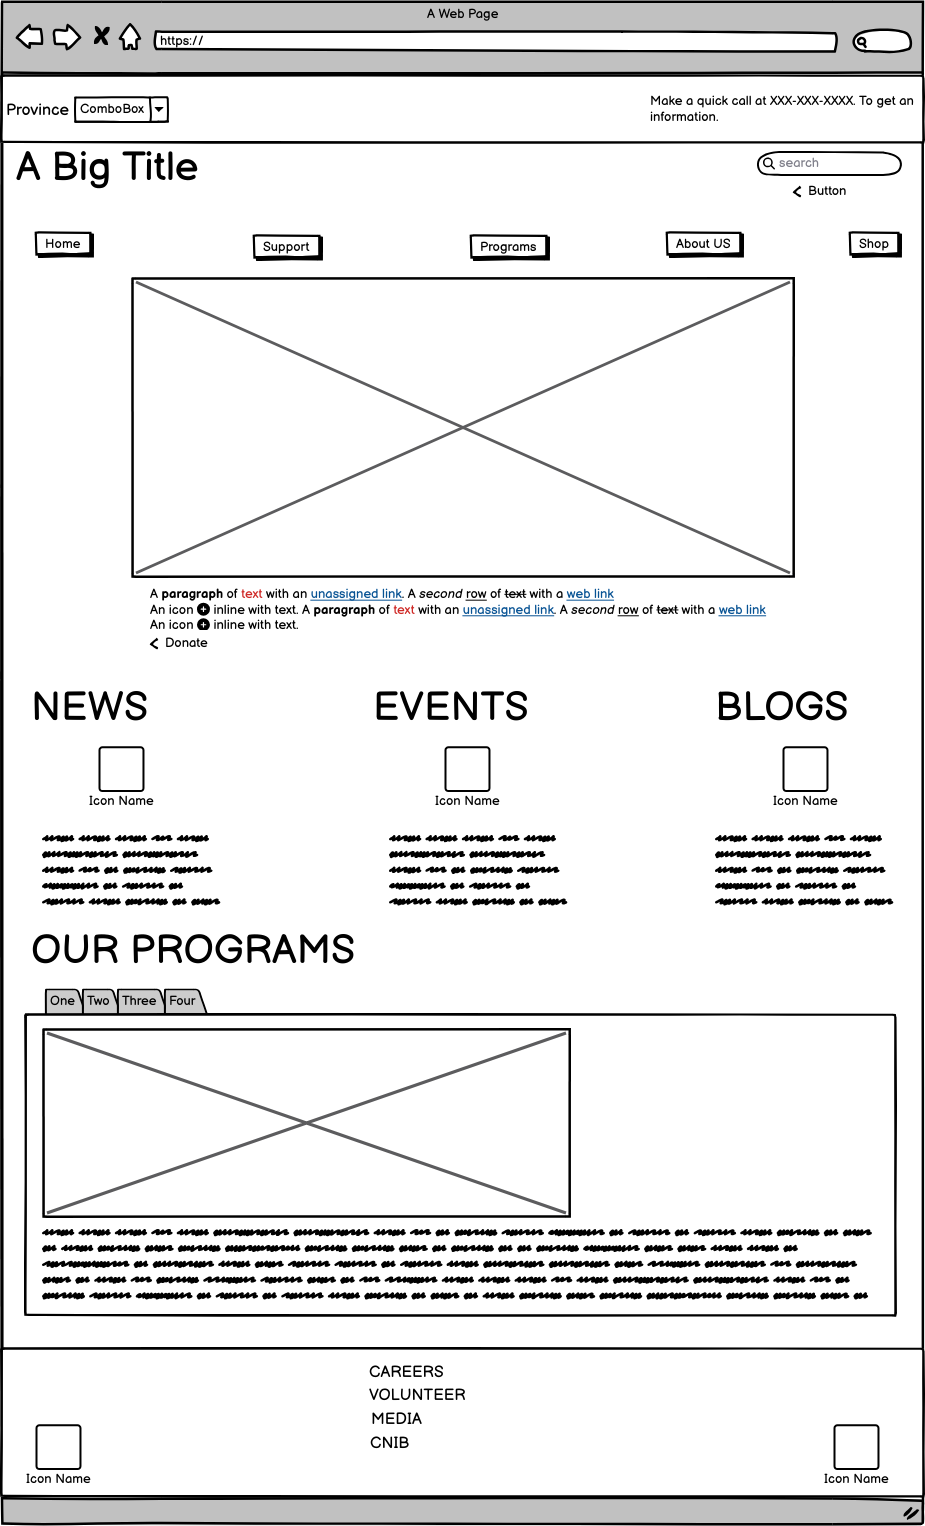 A Web Page
https://
Province ComboBox
Make a quick call at XXX-XXX-XXXX. To get an
information.
A Big Title
search
Button
Home Support Programs About US Shop
A paragraph of text with an unassigned link. A second row of text with a web link
An icon inline with text. A paragraph of text with an unassigned link. A second row of text with a web link
An icon inline with text.
Donate
NEWS EVENTS BLOGS
Icon Name Icon Name Icon Name
OUR PROGRAMS
One Two Three Four
CAREERS
VOLUNTEER
MEDIA
CNIB
Icon Name Icon Name